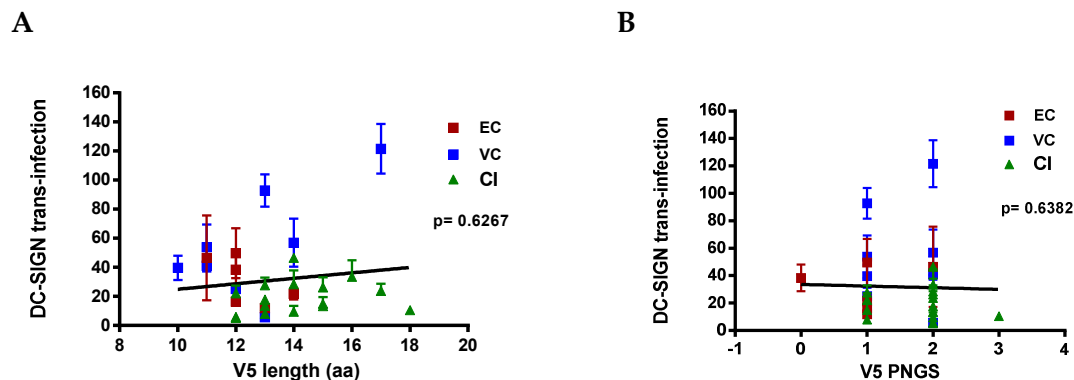 A
DC-SIGN trans-infection
160
140
120
100
80
60
40
20
0
8
10
12
14
16
18
20
V5 length (aa)
EC
VC
CI
p= 0.6267
B
DC-SIGN trans-infection
160
140
120
100
80
60
40
20
0
-1
0
1
2
3
4
V5 PNGS
EC
VC
CI
p= 0.6382